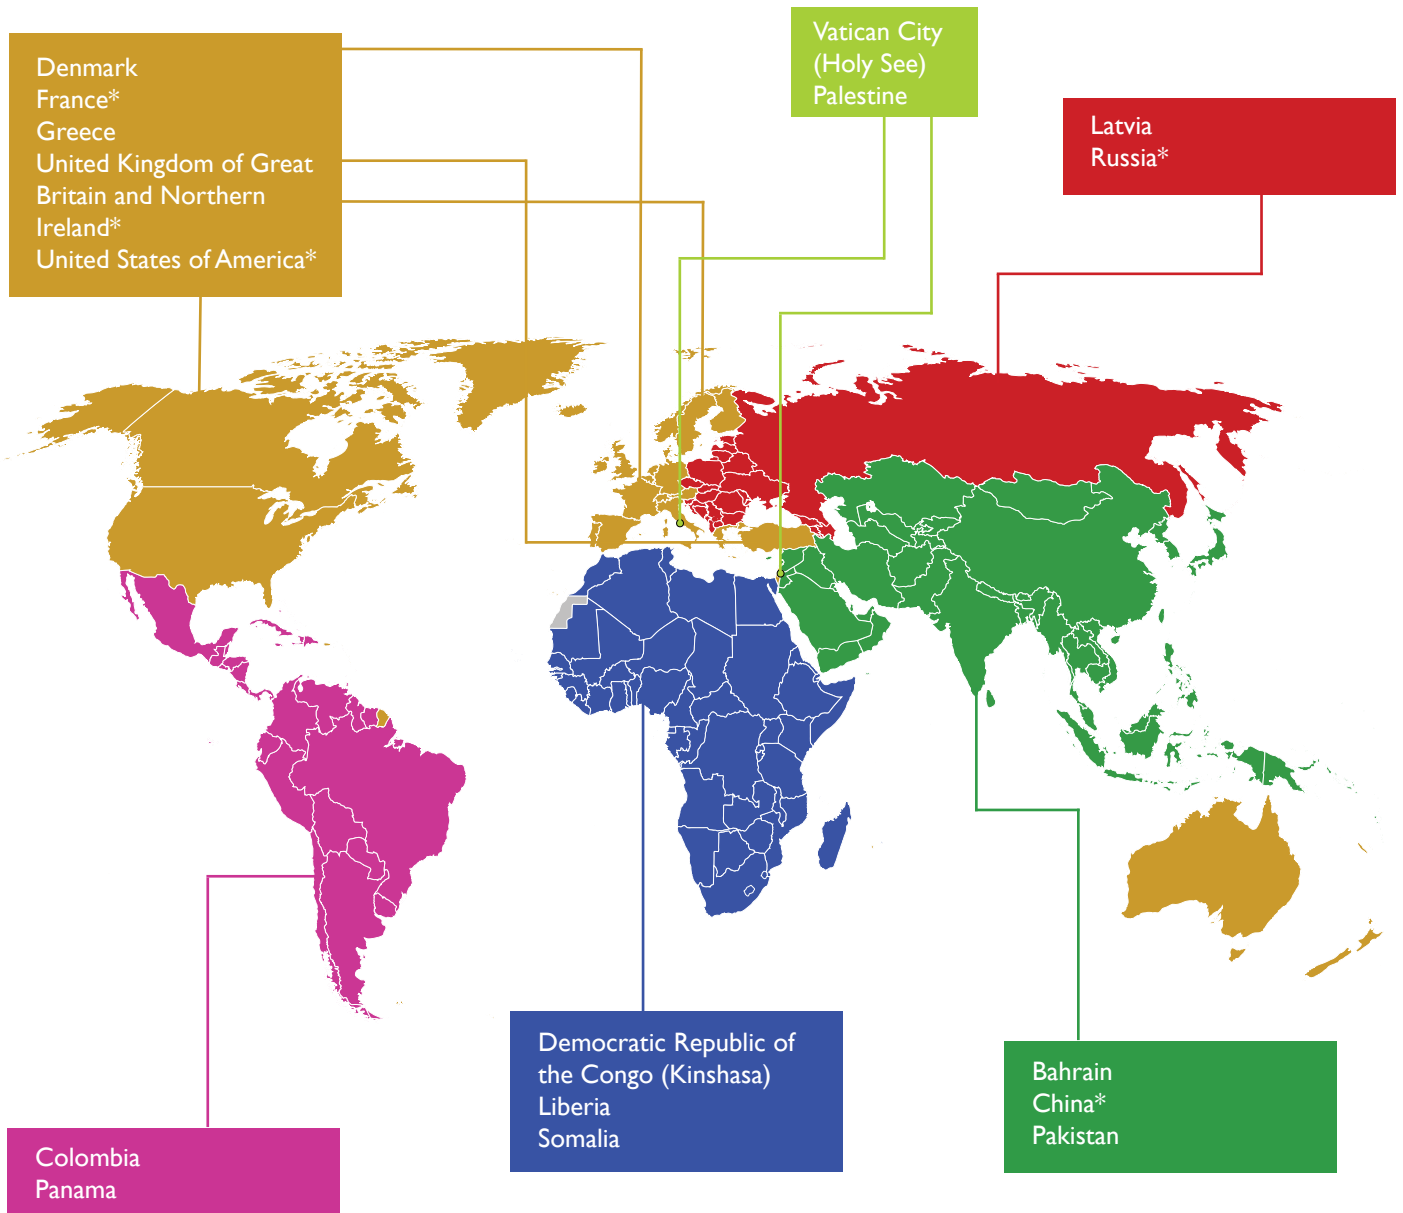 Denmark
France*
Greece
United Kingdom of Great
Britain and Northern
Ireland*
United States of America*
Vatican City
(Holy See)
Palestine
Latvia
Russia*
Democratic Republic of
the Congo (Kinshasa)
Liberia
Somalia
Bahrain
China*
Pakistan
Colombia
Panama